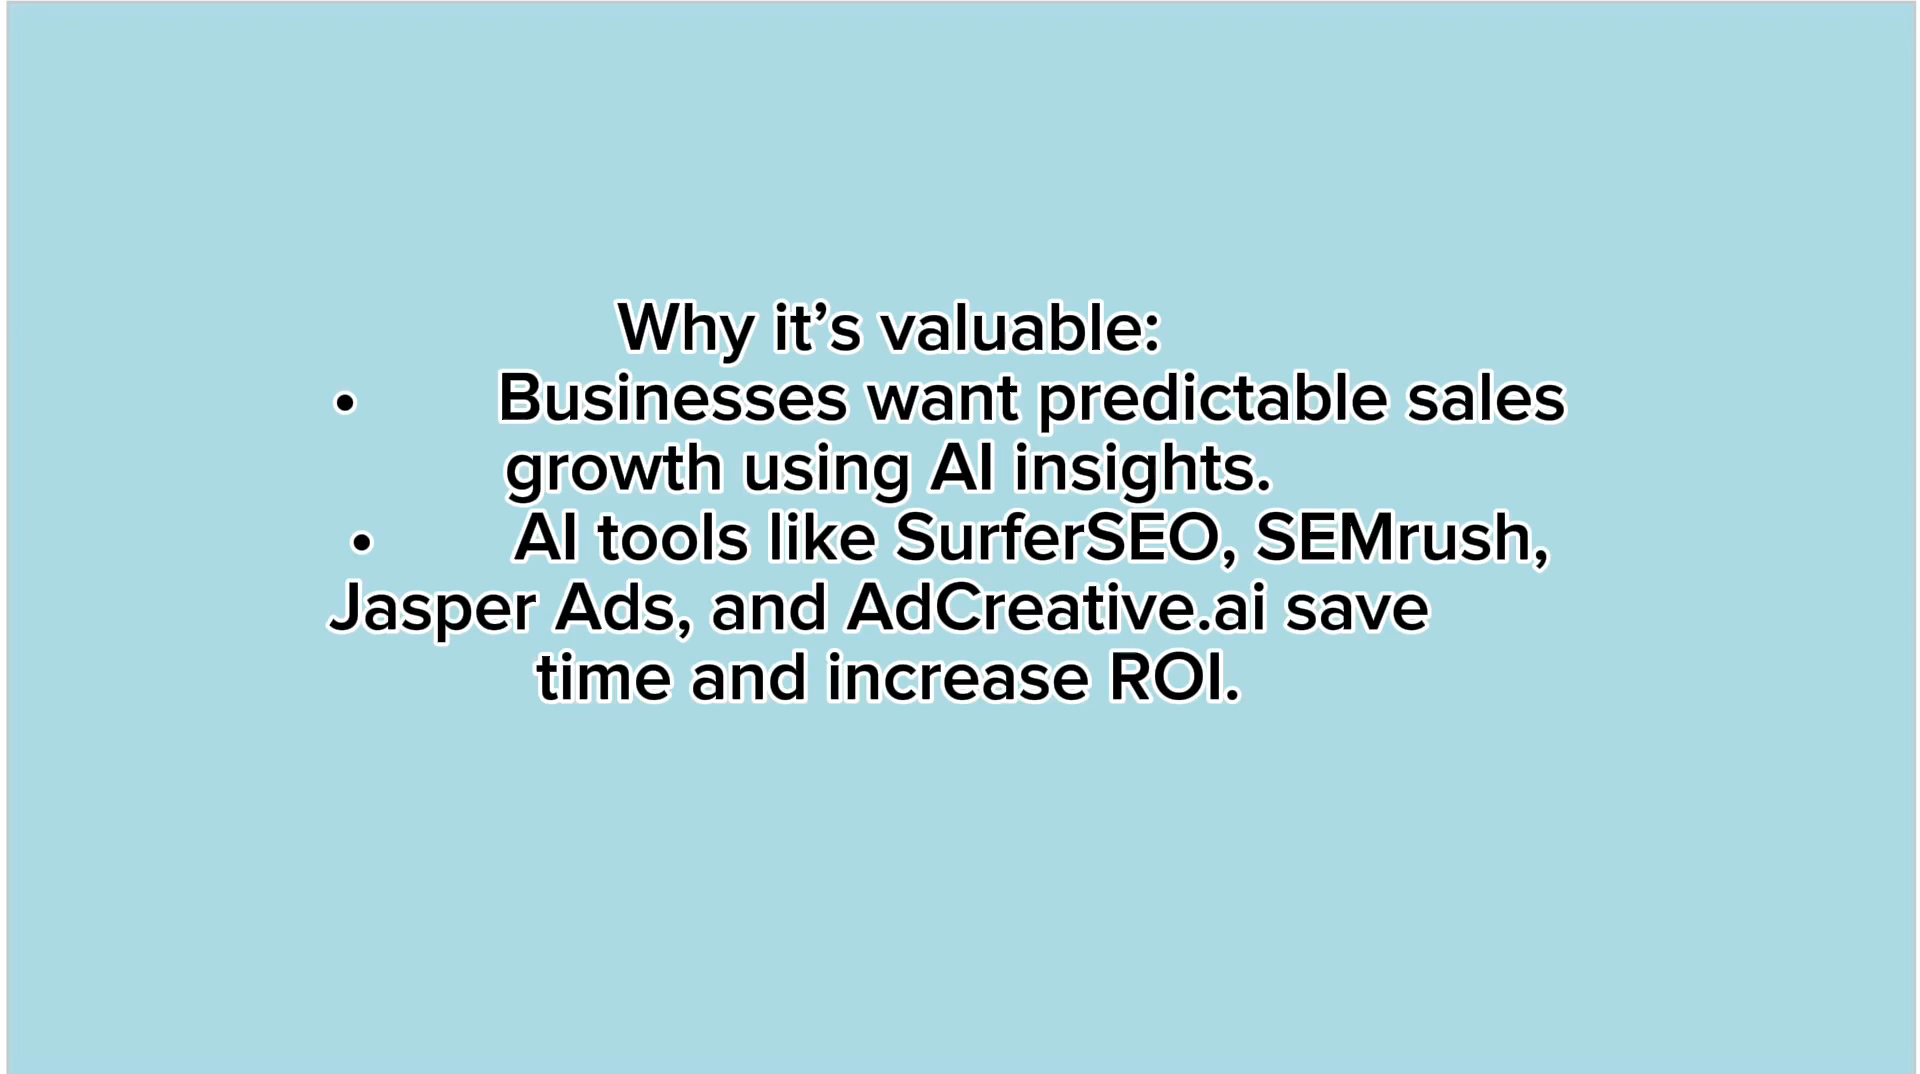 Why it’s valuable:
• Businesses want predictable sales
growth using AI insights.
• AI tools like SurferSEO, SEMrush,
Jasper Ads, and AdCreative.ai save
time and increase ROI.